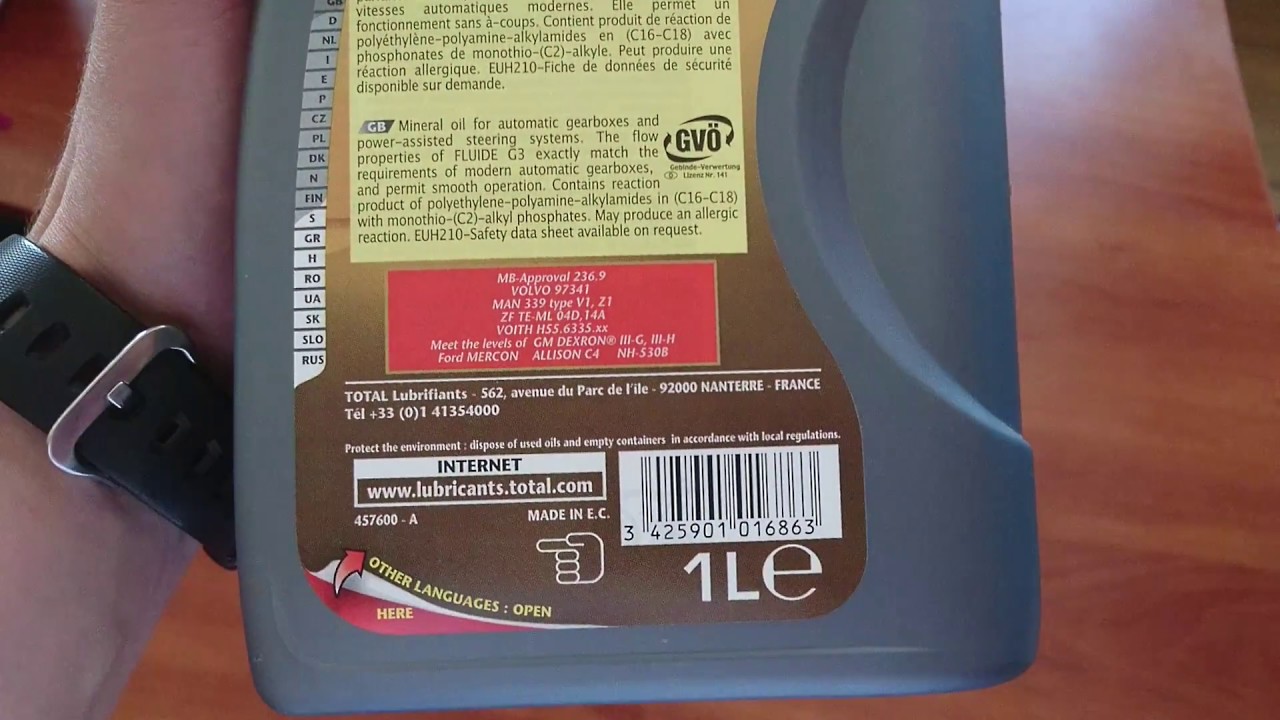 GB
D
NL
I
E
P
CZ
PL
DK
N
FIN
S
GR
H
RO
UA
SK
SLO
RUS
vitesses automatiques modernes. Elle permet un
fonctionnement sans à-coups. Contient produit de réaction de
polyéthylène-polyamine-alkylamides en (C16-C18) avec
phosphonates de monothio-(C2)-alkyle. Peut produire une
réaction allergique. EUH210-Fiche de données de sécurité
disponible sur demande.
GB Mineral oil for automatic gearboxes and
power-assisted steering systems. The flow
properties of FLUIDE G3 exactly match the
requirements of modern automatic gearboxes,
and permit smooth operation. Contains reaction
product of polyethylene-polyamine-alkylamides in (C16-C18)
with monothio-(C2)-alkyl phosphates. May produce an allergic
reaction. EUH210-Safety data sheet available on request.
GVÖ
Gebinde-Verwertung
Lizenz Nr. 141
MB-Approval 236.9
VOLVO 97341
MAN 339 type V1, Z1
ZF TE-ML 04D,14A
VOITH H55.6335.xx
Meet the levels of GM DEXRON® III-G, III-H
Ford MERCON ALLISON C4 NH-530B
TOTAL Lubrifiants - 562, avenue du Parc de l'ile - 92000 NANTERRE - FRANCE
Tél +33 (0)1 41354000
Protect the environment : dispose of used oils and empty containers in accordance with local regulations.
INTERNET
www.lubricants.total.com
457600 - A
MADE IN E.C.
3 425901 016863
1L℮
OTHER LANGUAGES : OPEN
HERE